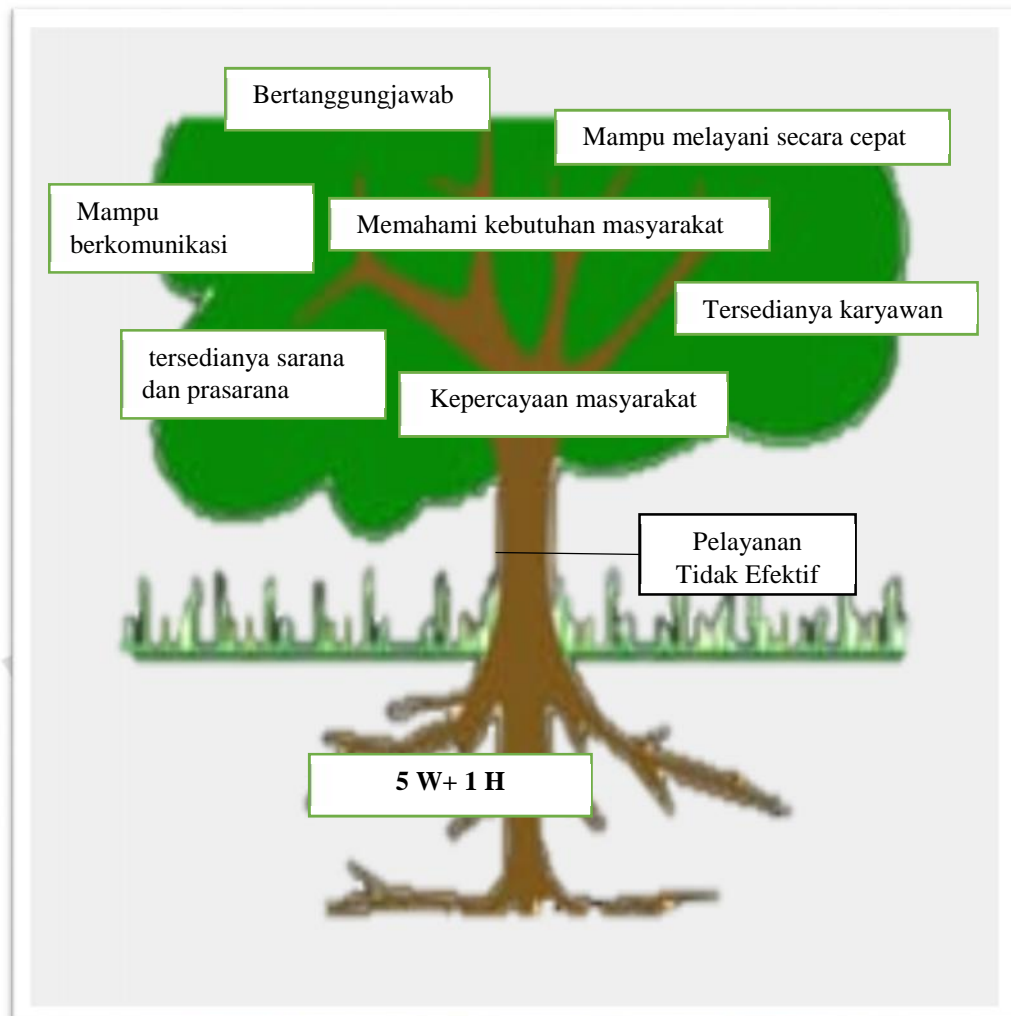 Bertanggungjawab
Mampu melayani secara cepat
Mampu
berkomunikasi
Memahami kebutuhan masyarakat
Tersedianya karyawan
tersedianya sarana
dan prasarana
Kepercayaan masyarakat
Pelayanan
Tidak Efektif
5 W+ 1 H